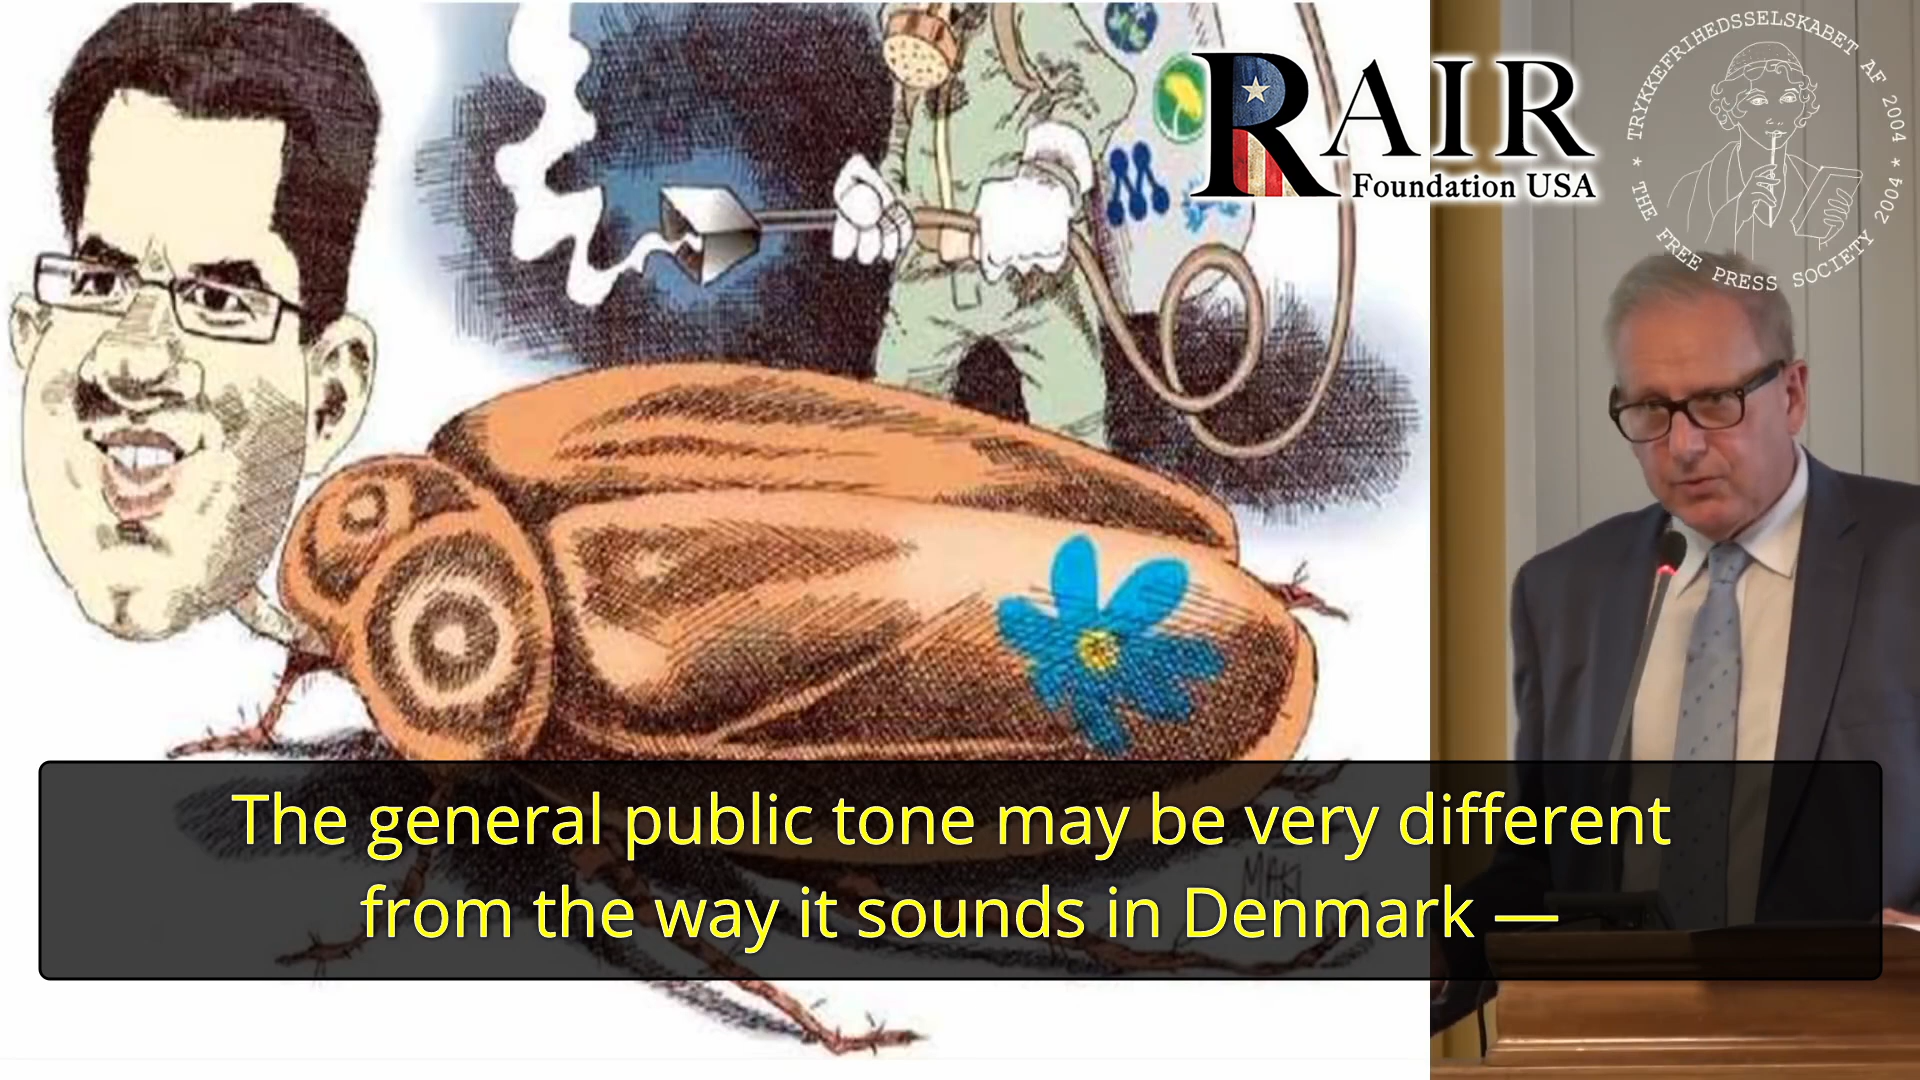 RAIR
Foundation USA
* TRYKKEFRIHEDSSELSKABET AF 2004 *
THE FREE PRESS SOCIETY 2004
M
The general public tone may be very different
from the way it sounds in Denmark —